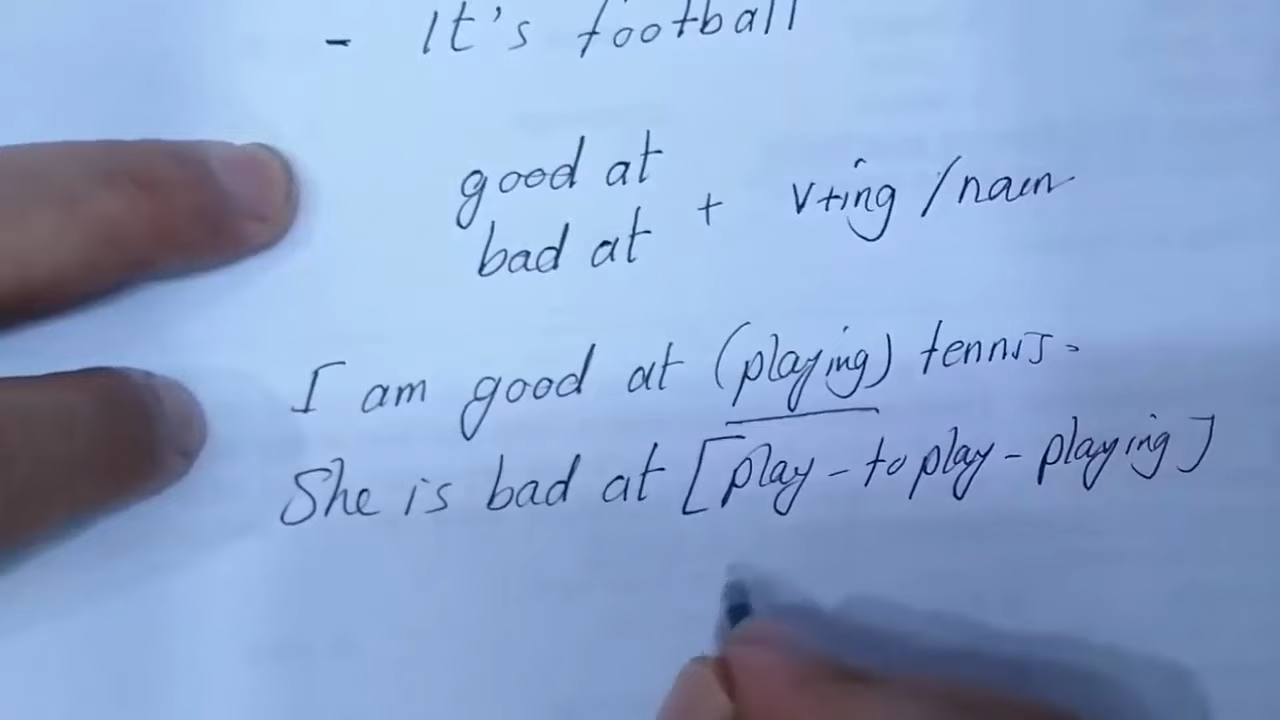 - It's football
good at
+ v+ing / naun
bad at
I am good at (playing) tennis.
She is bad at [play - to play - playing]